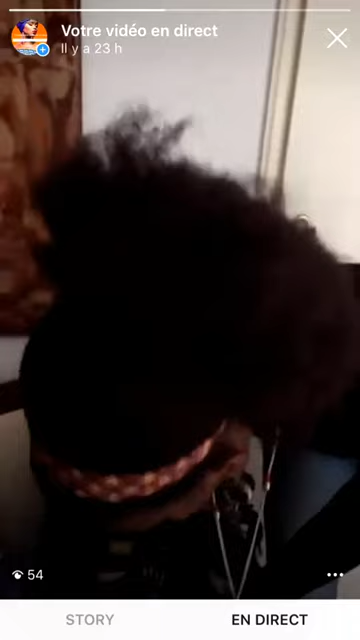 Votre vidéo en direct
Il y a 23 h
54
STORY
EN DIRECT